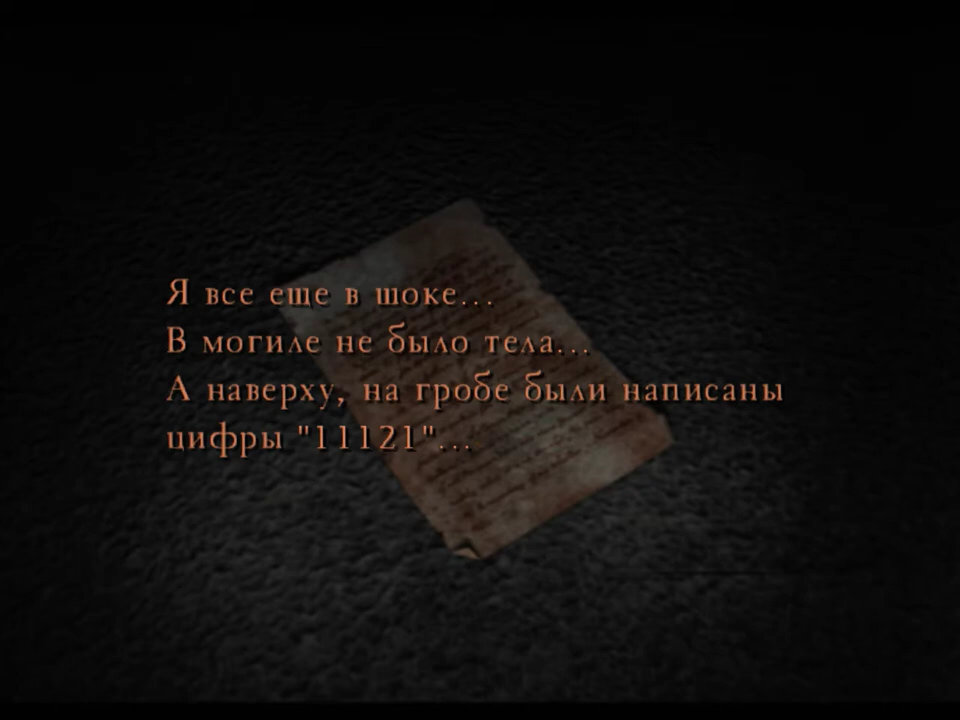 Я все еще в шоке...
В могиле не было тела...
А наверху, на гробе были написаны
цифры "11121"...